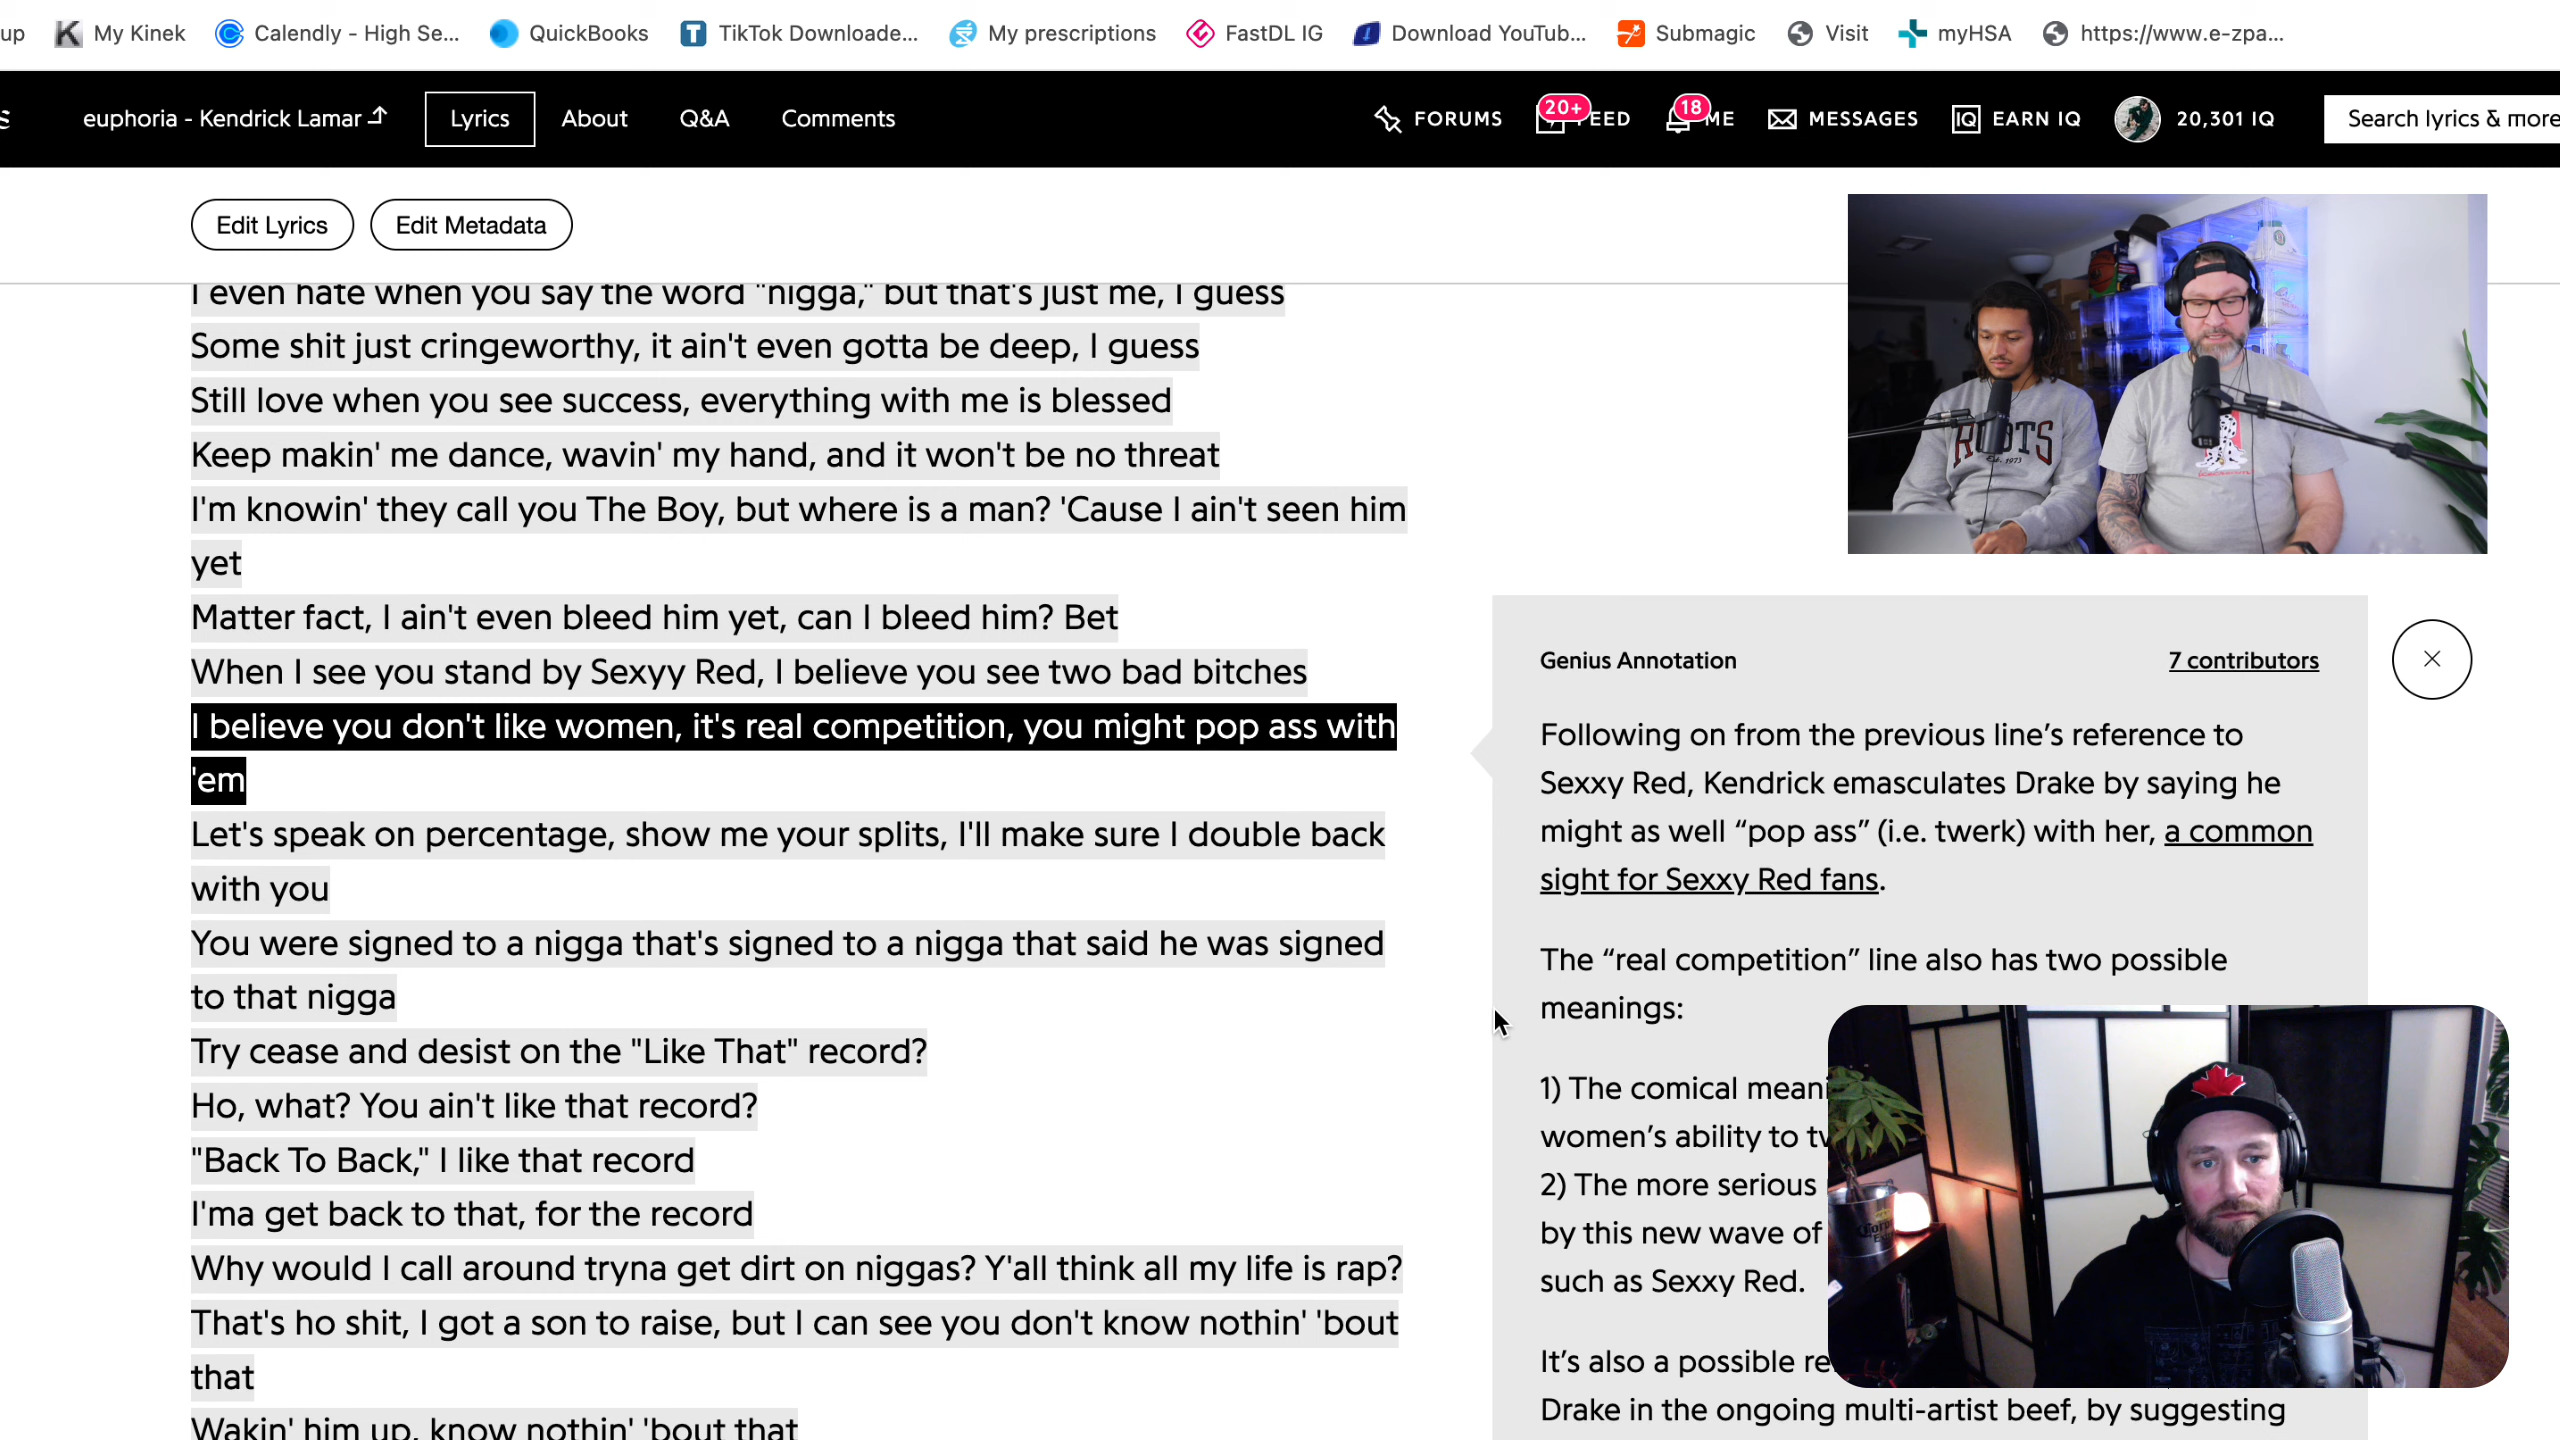 up My Kinek Calendly - High Se... QuickBooks TikTok Downloade... My prescriptions FastDL IG Download YouTub... Submagic Visit myHSA https://www.e-zpa...
euphoria - Kendrick Lamar Lyrics About Q&A Comments FORUMS 20+ FEED 18 ME MESSAGES IQ EARN IQ 20,301 IQ Search lyrics & more
Edit Lyrics Edit Metadata
I even hate when you say the word "nigga," but that's just me, I guess
Some shit just cringeworthy, it ain't even gotta be deep, I guess
Still love when you see success, everything with me is blessed
Keep makin' me dance, wavin' my hand, and it won't be no threat
I'm knowin' they call you The Boy, but where is a man? 'Cause I ain't seen him
yet
Matter fact, I ain't even bleed him yet, can I bleed him? Bet
When I see you stand by Sexyy Red, I believe you see two bad bitches
I believe you don't like women, it's real competition, you might pop ass with
'em
Let's speak on percentage, show me your splits, I'll make sure I double back
with you
You were signed to a nigga that's signed to a nigga that said he was signed
to that nigga
Try cease and desist on the "Like That" record?
Ho, what? You ain't like that record?
"Back To Back," I like that record
I'ma get back to that, for the record
Why would I call around tryna get dirt on niggas? Y'all think all my life is rap?
That's ho shit, I got a son to raise, but I can see you don't know nothin' 'bout
that
Wakin' him up, know nothin' 'bout that
ROOTS
Est. 1973
Genius Annotation 7 contributors
Following on from the previous line’s reference to
Sexxy Red, Kendrick emasculates Drake by saying he
might as well “pop ass” (i.e. twerk) with her, a common
sight for Sexxy Red fans.
The “real competition” line also has two possible
meanings:
1) The comical meani
women’s ability to tw
2) The more serious
by this new wave of
such as Sexxy Red.
It’s also a possible re
Drake in the ongoing multi-artist beef, by suggesting